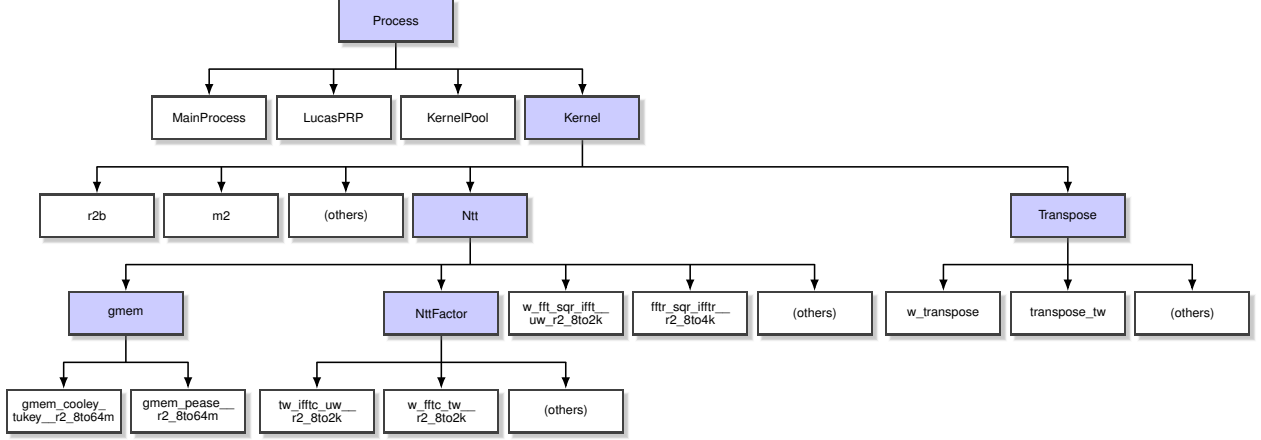 Process
MainProcess
LucasPRP
KernelPool
Kernel
r2b
m2
(others)
Ntt
Transpose
gmem
NttFactor
w_fft_sqr_ifft__
uw_r2_8to2k
fftr_sqr_ifftr__
r2_8to4k
(others)
w_transpose
transpose_tw
(others)
gmem_cooley_
tukey__r2_8to64m
gmem_pease__
r2_8to64m
tw_ifftc_uw__
r2_8to2k
w_fftc_tw__
r2_8to2k
(others)